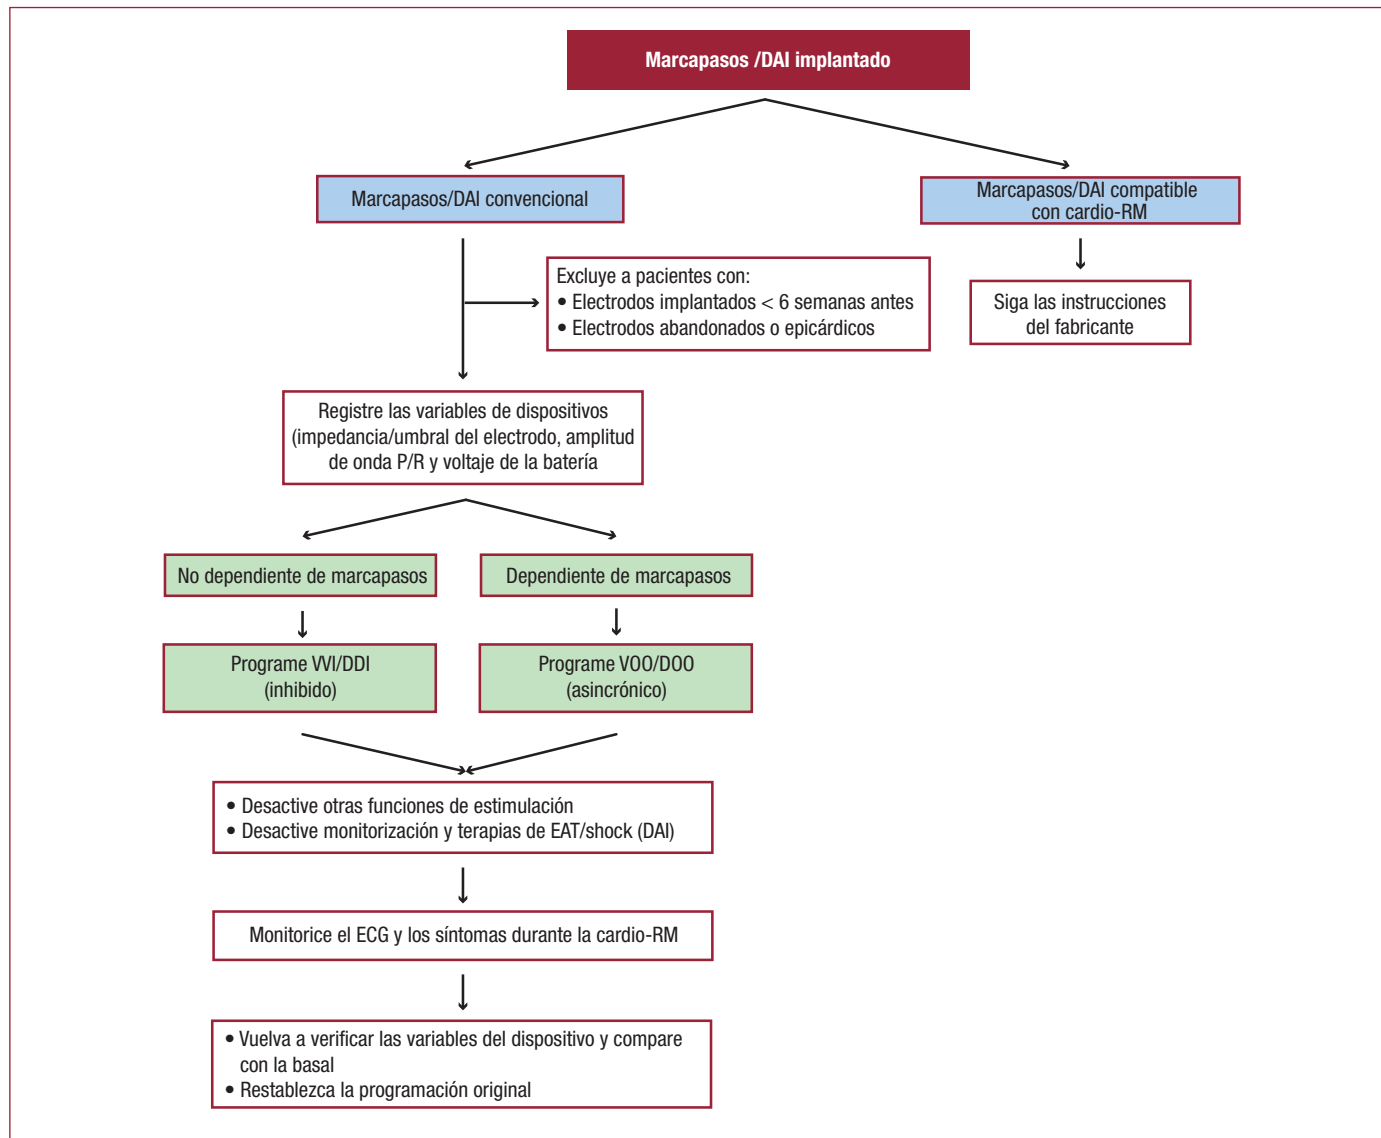 Marcapasos /DAI implantado
Marcapasos/DAI convencional
Marcapasos/DAI compatible
con cardio-RM
Excluye a pacientes con:
• Electrodos implantados < 6 semanas antes
• Electrodos abandonados o epicárdicos
Siga las instrucciones
del fabricante
Registre las variables de dispositivos
(impedancia/umbral del electrodo, amplitud
de onda P/R y voltaje de la batería
No dependiente de marcapasos
Dependiente de marcapasos
Programe VVI/DDI
(inhibido)
Programe VOO/DOO
(asincrónico)
• Desactive otras funciones de estimulación
• Desactive monitorización y terapias de EAT/shock (DAI)
Monitorice el ECG y los síntomas durante la cardio-RM
• Vuelva a verificar las variables del dispositivo y compare
con la basal
• Restablezca la programación original